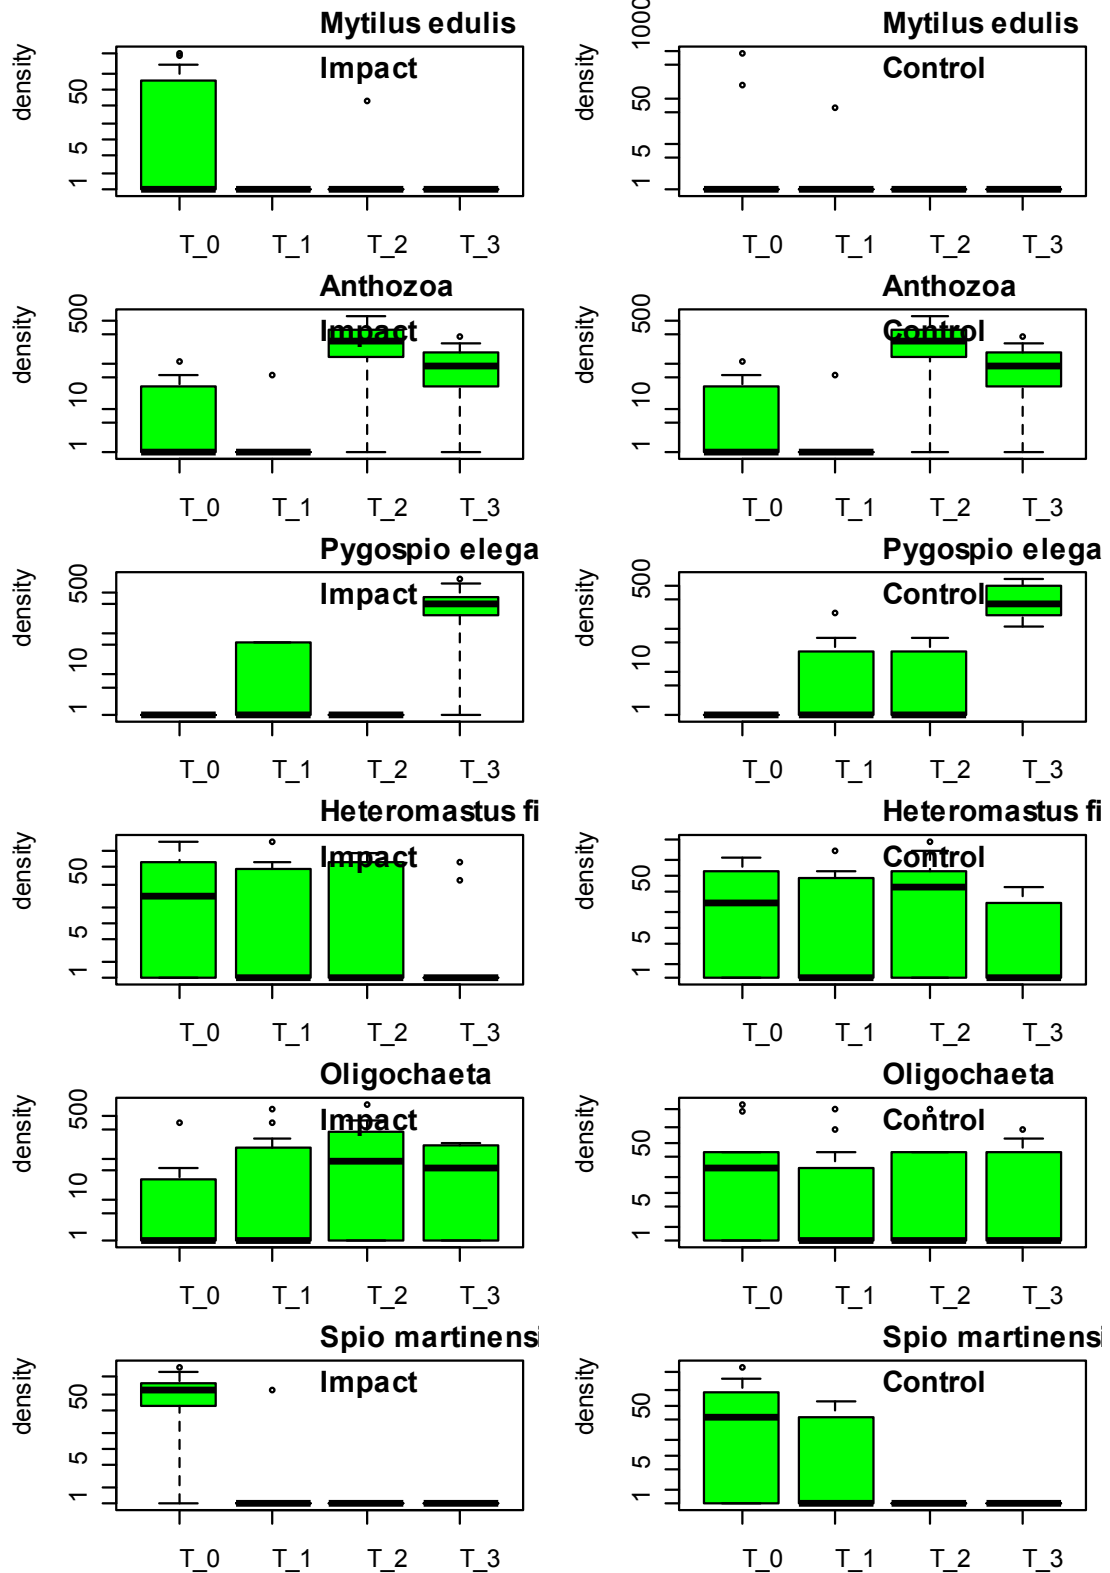 Mytilus edulis
Impact
density
50
5
1
T_0 T_1 T_2 T_3
Mytilus edulis
Control
density
1000
50
5
1
T_0 T_1 T_2 T_3
Anthozoa
Impact
density
500
10
1
T_0 T_1 T_2 T_3
Anthozoa
Control
density
500
10
1
T_0 T_1 T_2 T_3
Pygospio elega
Impact
density
500
10
1
T_0 T_1 T_2 T_3
Pygospio elega
Control
density
500
10
1
T_0 T_1 T_2 T_3
Heteromastus fi
Impact
density
50
5
1
T_0 T_1 T_2 T_3
Heteromastus fi
Control
density
50
5
1
T_0 T_1 T_2 T_3
Oligochaeta
Impact
density
500
10
1
T_0 T_1 T_2 T_3
Oligochaeta
Control
density
50
5
1
T_0 T_1 T_2 T_3
Spio martinensi
Impact
density
50
5
1
T_0 T_1 T_2 T_3
Spio martinensi
Control
density
50
5
1
T_0 T_1 T_2 T_3